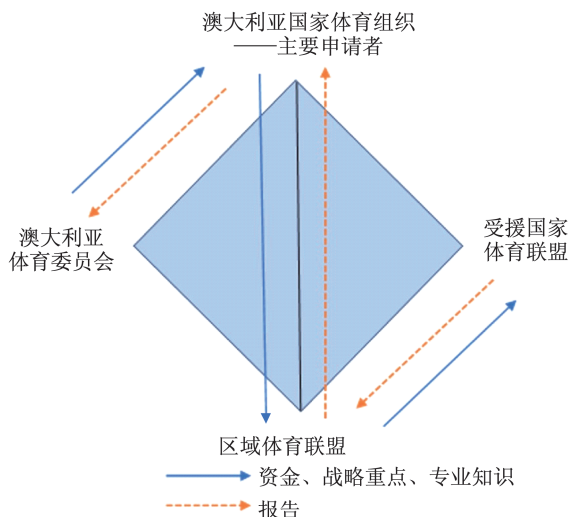 澳大利亚国家体育组织
——主要申请者
澳大利亚
体育委员会
受援国家
体育联盟
区域体育联盟
资金、战略重点、专业知识
报告